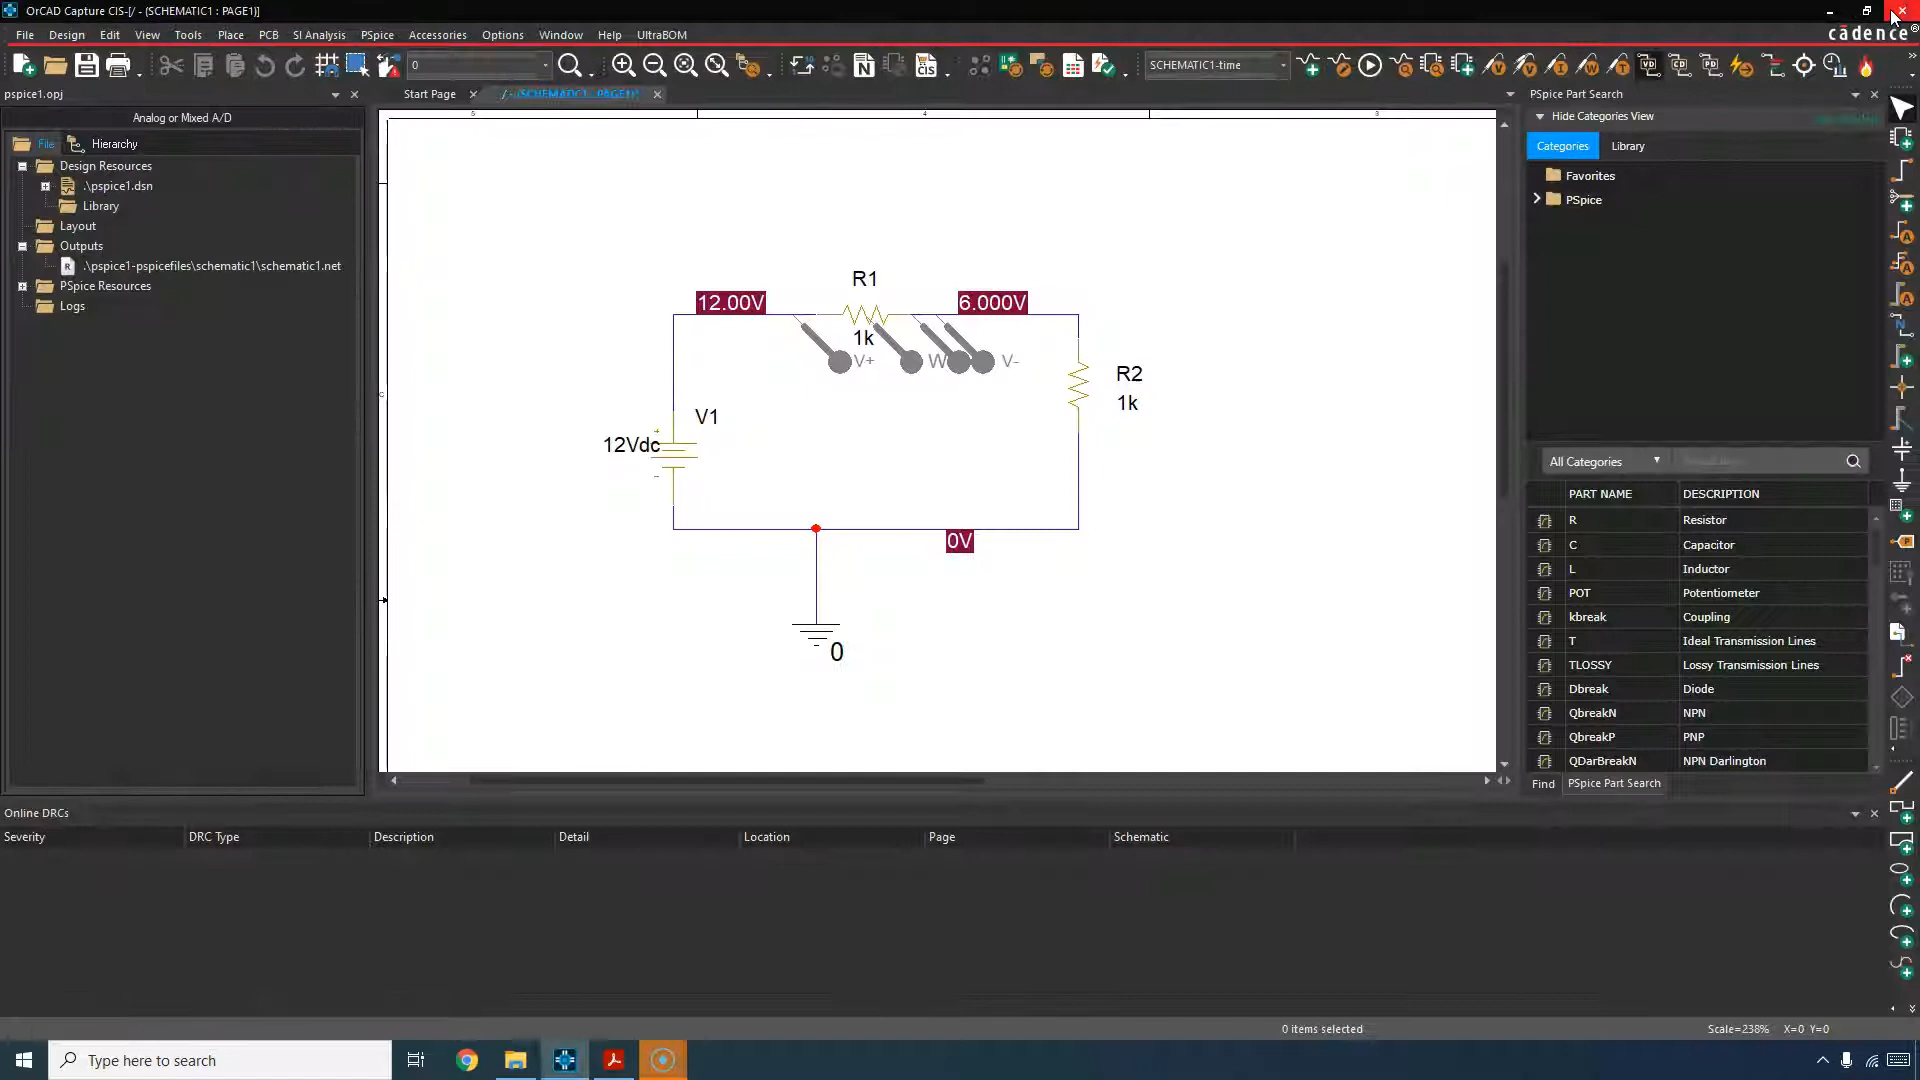 OrCAD Capture CIS-[/ - (SCHEMATIC1 : PAGE1)]
cādence®
File Design Edit View Tools Place PCB SI Analysis PSpice Accessories Options Window Help UltraBOM
0
SCHEMATIC1-time
pspice1.opj
Start Page
/ - (SCHEMATIC1 : PAGE1)
PSpice Part Search
Analog or Mixed A/D
Hide Categories View
File Hierarchy
Categories Library
Design Resources
.\pspice1.dsn
Library
Layout
Outputs
.\pspice1-pspicefiles\schematic1\schematic1.net
PSpice Resources
Logs
Favorites
PSpice
5 4 3
C
R1
12.00V
6.000V
1k
V+
W
V-
R2
1k
V1
12Vdc
+
-
0V
0
All Categories
PART NAME DESCRIPTION
R Resistor
C Capacitor
L Inductor
POT Potentiometer
kbreak Coupling
T Ideal Transmission Lines
TLOSSY Lossy Transmission Lines
Dbreak Diode
QbreakN NPN
QbreakP PNP
QDarBreakN NPN Darlington
Find PSpice Part Search
Online DRCs
Severity DRC Type Description Detail Location Page Schematic
0 items selected
Scale=238% X=0 Y=0
Type here to search